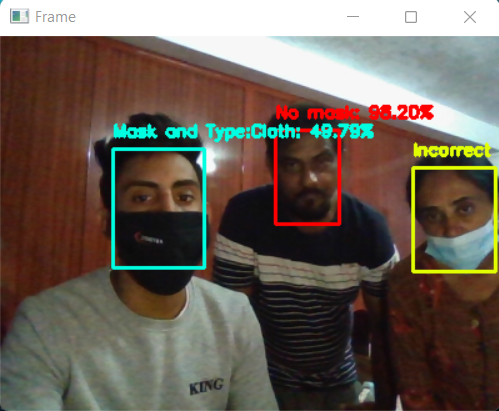 Frame
No mask: 98.20%
Mask and Type:Cloth: 49.79%
Incorrect
KING